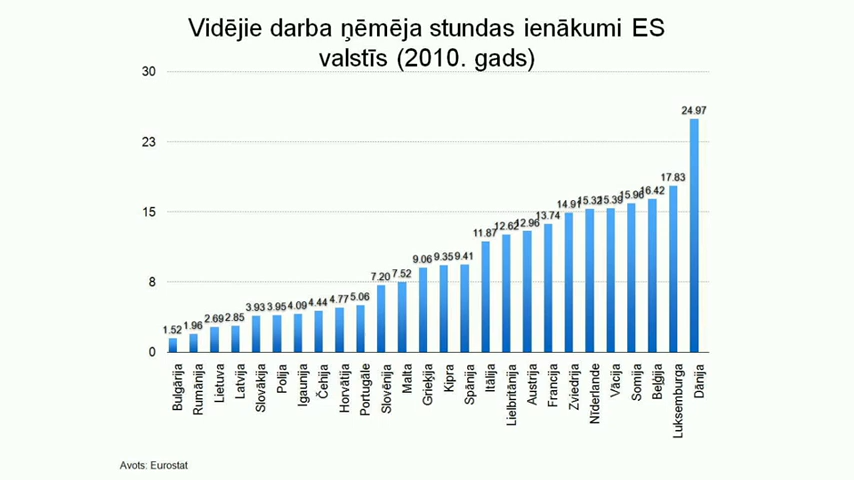 Vidējie darba ņēmēja stundas ienākumi ES
valstīs (2010. gads)
30
23
15
8
0
1.52
1.96
2.69
2.85
3.93
3.95
4.09
4.44
4.77
5.06
7.20
7.52
9.06
9.35
9.41
11.87
12.62
12.96
13.74
14.91
15.32
15.39
15.96
16.42
17.83
24.97
Bulgārija
Rumānija
Lietuva
Latvija
Slovākija
Polija
Igaunija
Čehija
Horvātija
Portugāle
Slovēnija
Malta
Grieķija
Kipra
Spānija
Itālija
Lielbritānija
Austrija
Francija
Zviedrija
Nīderlande
Vācija
Somija
Beļģija
Luksemburga
Dānija
Avots: Eurostat